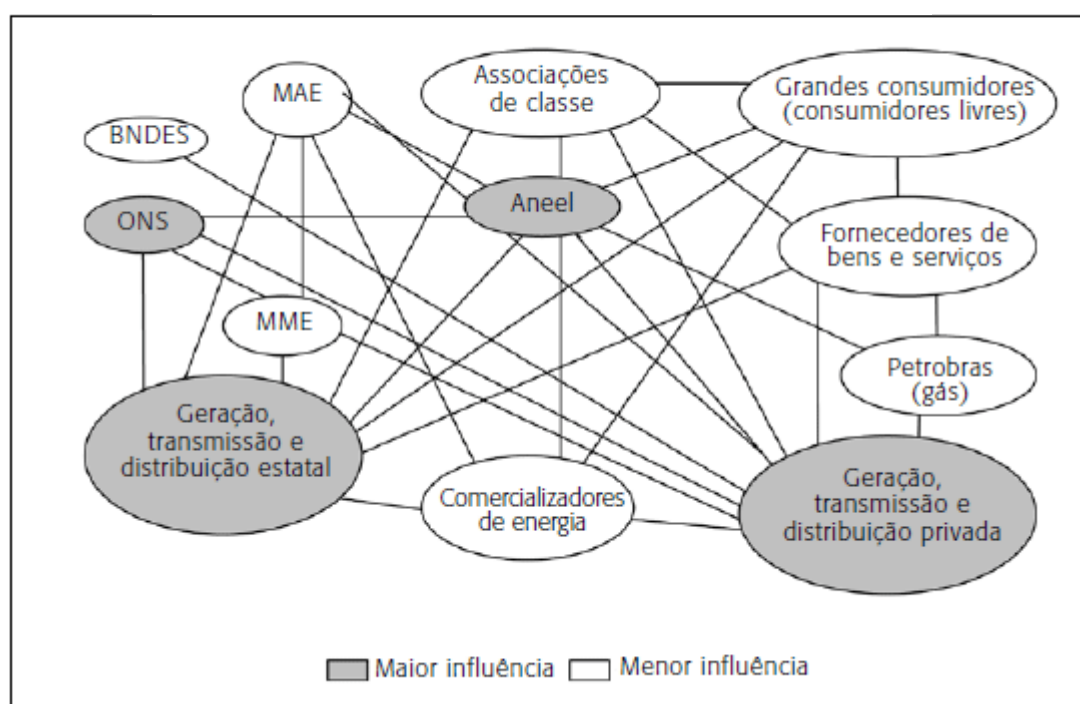 MAE
Associações
de classe
Grandes consumidores
(consumidores livres)
BNDES
ONS
Aneel
Fornecedores de
bens e serviços
MME
Petrobras
(gás)
Geração,
transmissão e
distribuição estatal
Comercializadores
de energia
Geração,
transmissão e
distribuição privada
Maior influência
Menor influência